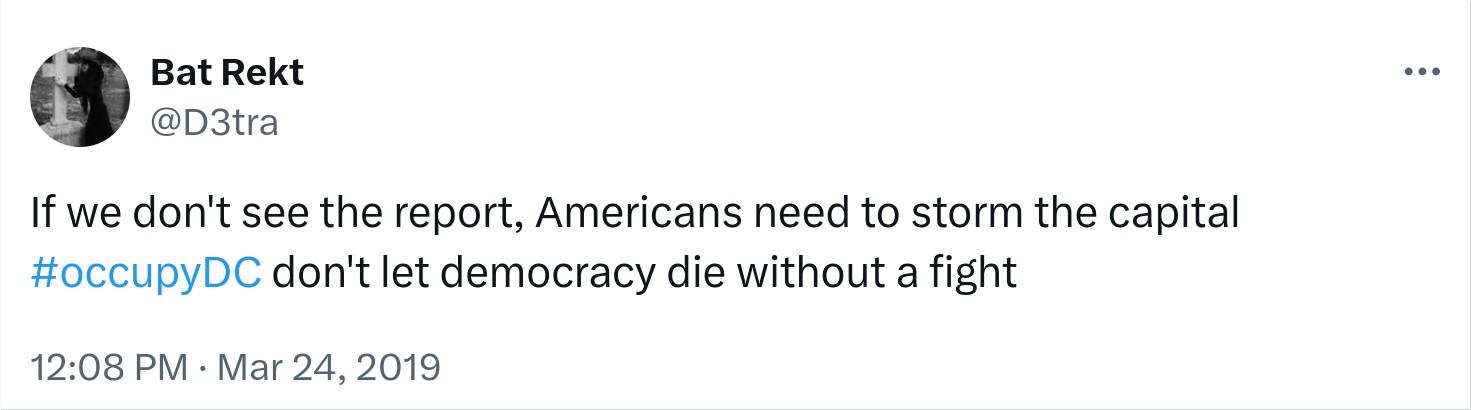 Bat Rekt
@D3tra
If we don't see the report, Americans need to storm the capital
#occupyDC don't let democracy die without a fight
12:08 PM · Mar 24, 2019